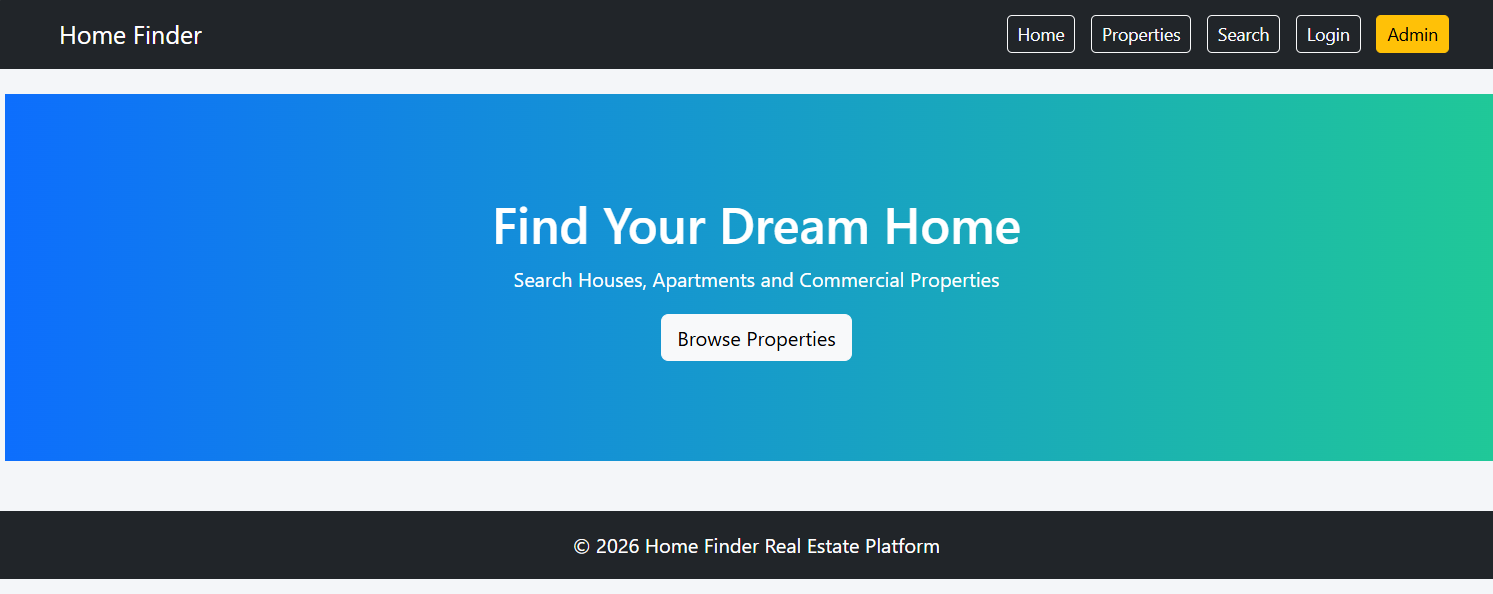 Home Finder
Home Properties Search Login Admin
Find Your Dream Home
Search Houses, Apartments and Commercial Properties
Browse Properties
© 2026 Home Finder Real Estate Platform